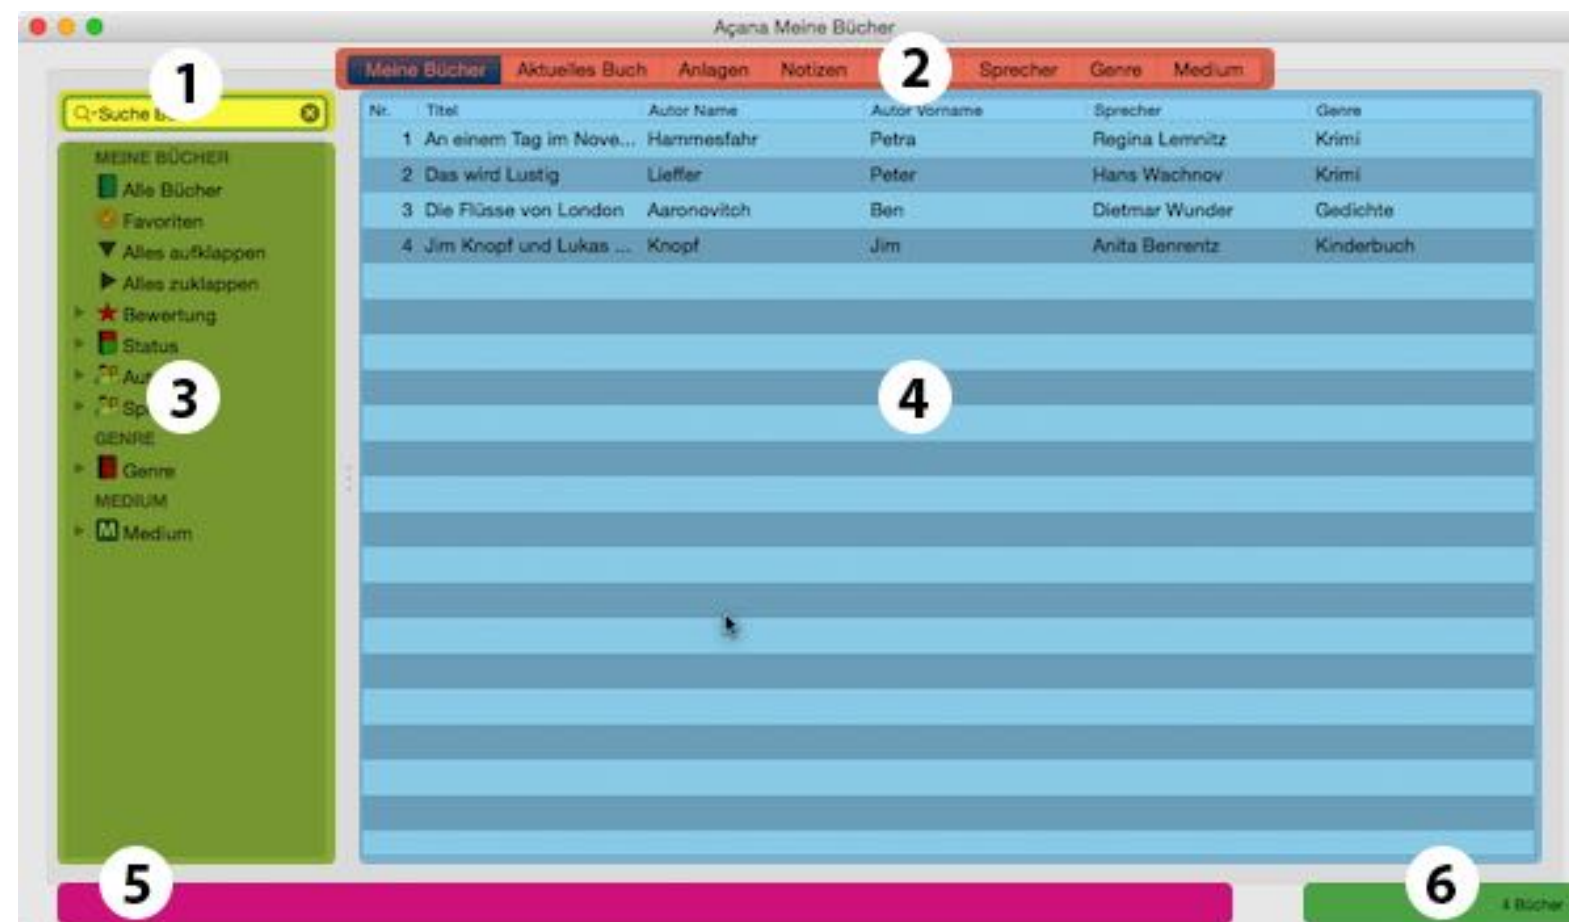 Açana Meine Bücher
1
2
Meine Bücher Aktuelles Buch Anlagen Notizen Sprecher Genre Medium
Suche
Nr. Titel Autor Name Autor Vorname Sprecher Genre
1 An einem Tag im Nove... Hammesfahr Petra Regina Lemnitz Krimi
2 Das wird Lustig Lieffer Peter Hans Wachnov Krimi
3 Die Flüsse von London Aaronovitch Ben Dietmar Wunder Gedichte
4 Jim Knopf und Lukas ... Knopf Jim Anita Benrentz Kinderbuch
MEINE BÜCHER
Alle Bücher
Favoriten
Alles aufklappen
Alles zuklappen
Bewertung
Status
3
4
GENRE
Genre
MEDIUM
M Medium
5
6
4 Bücher